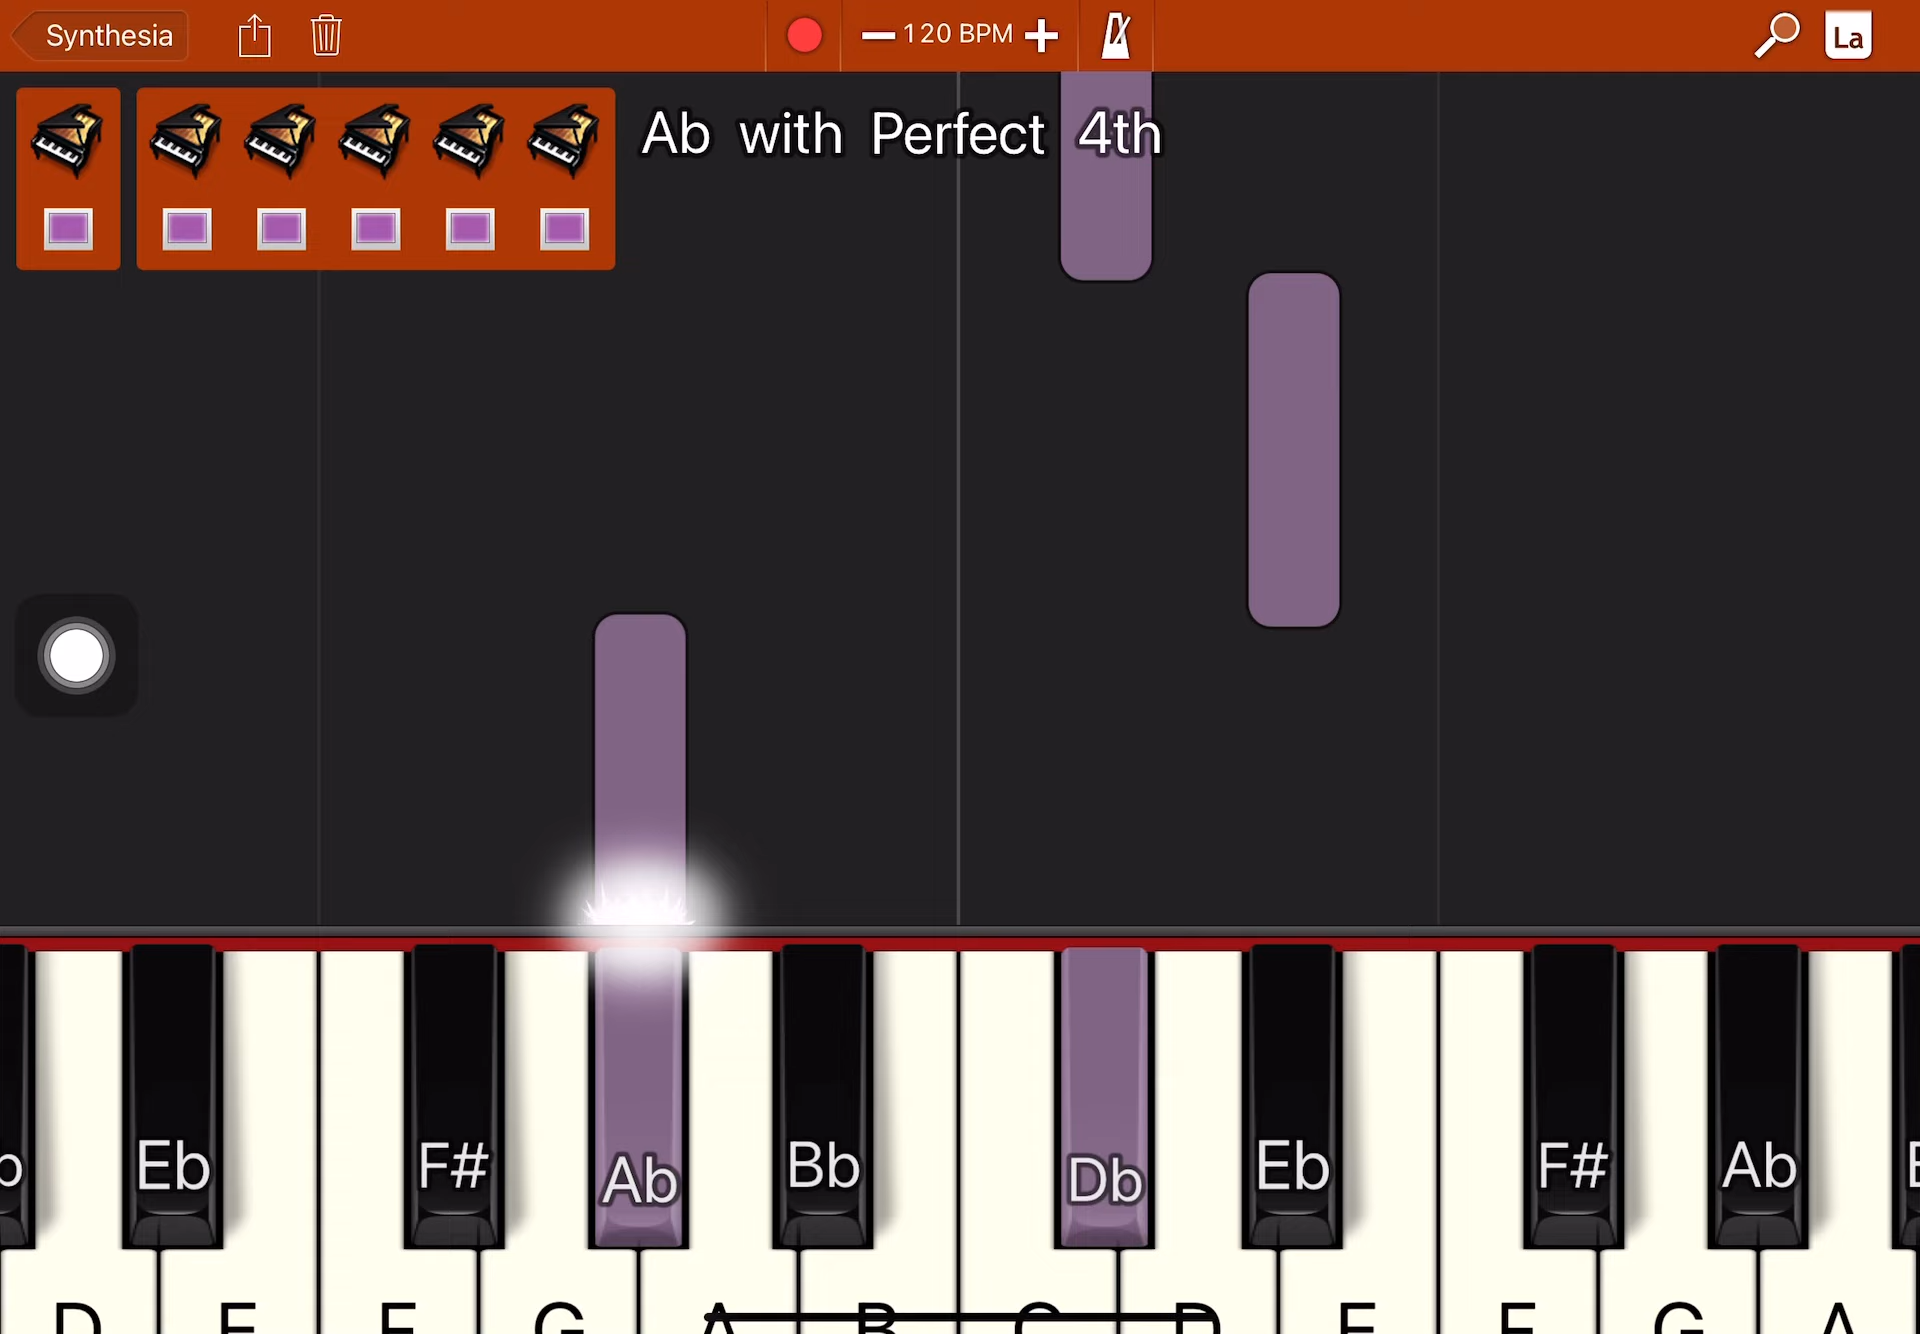 Synthesia
120 BPM
La
Ab with Perfect 4th
Eb F# Ab Bb Db Eb F# Ab
D E F G A B C D E F G A